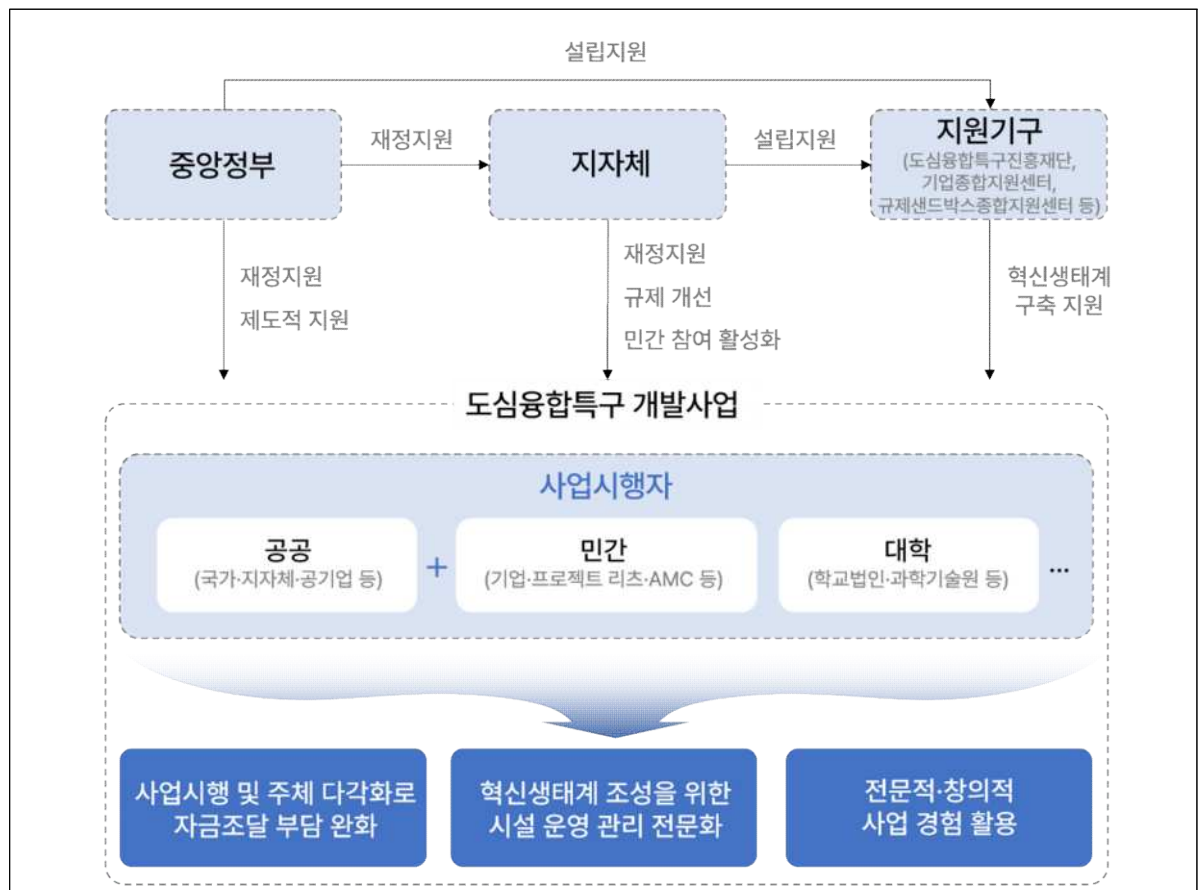 설립지원
중앙정부
재정지원
지자체
설립지원
지원기구
(도심융합특구진흥재단,
기업종합지원센터,
규제샌드박스종합지원센터 등)
재정지원
제도적 지원
재정지원
규제 개선
민간 참여 활성화
혁신생태계
구축 지원
도심융합특구 개발사업
사업시행자
공공
(국가·지자체·공기업 등)
+
민간
(기업·프로젝트 리츠·AMC 등)
대학
(학교법인·과학기술원 등)
...
사업시행 및 주체 다각화로
자금조달 부담 완화
혁신생태계 조성을 위한
시설 운영 관리 전문화
전문적·창의적
사업 경험 활용